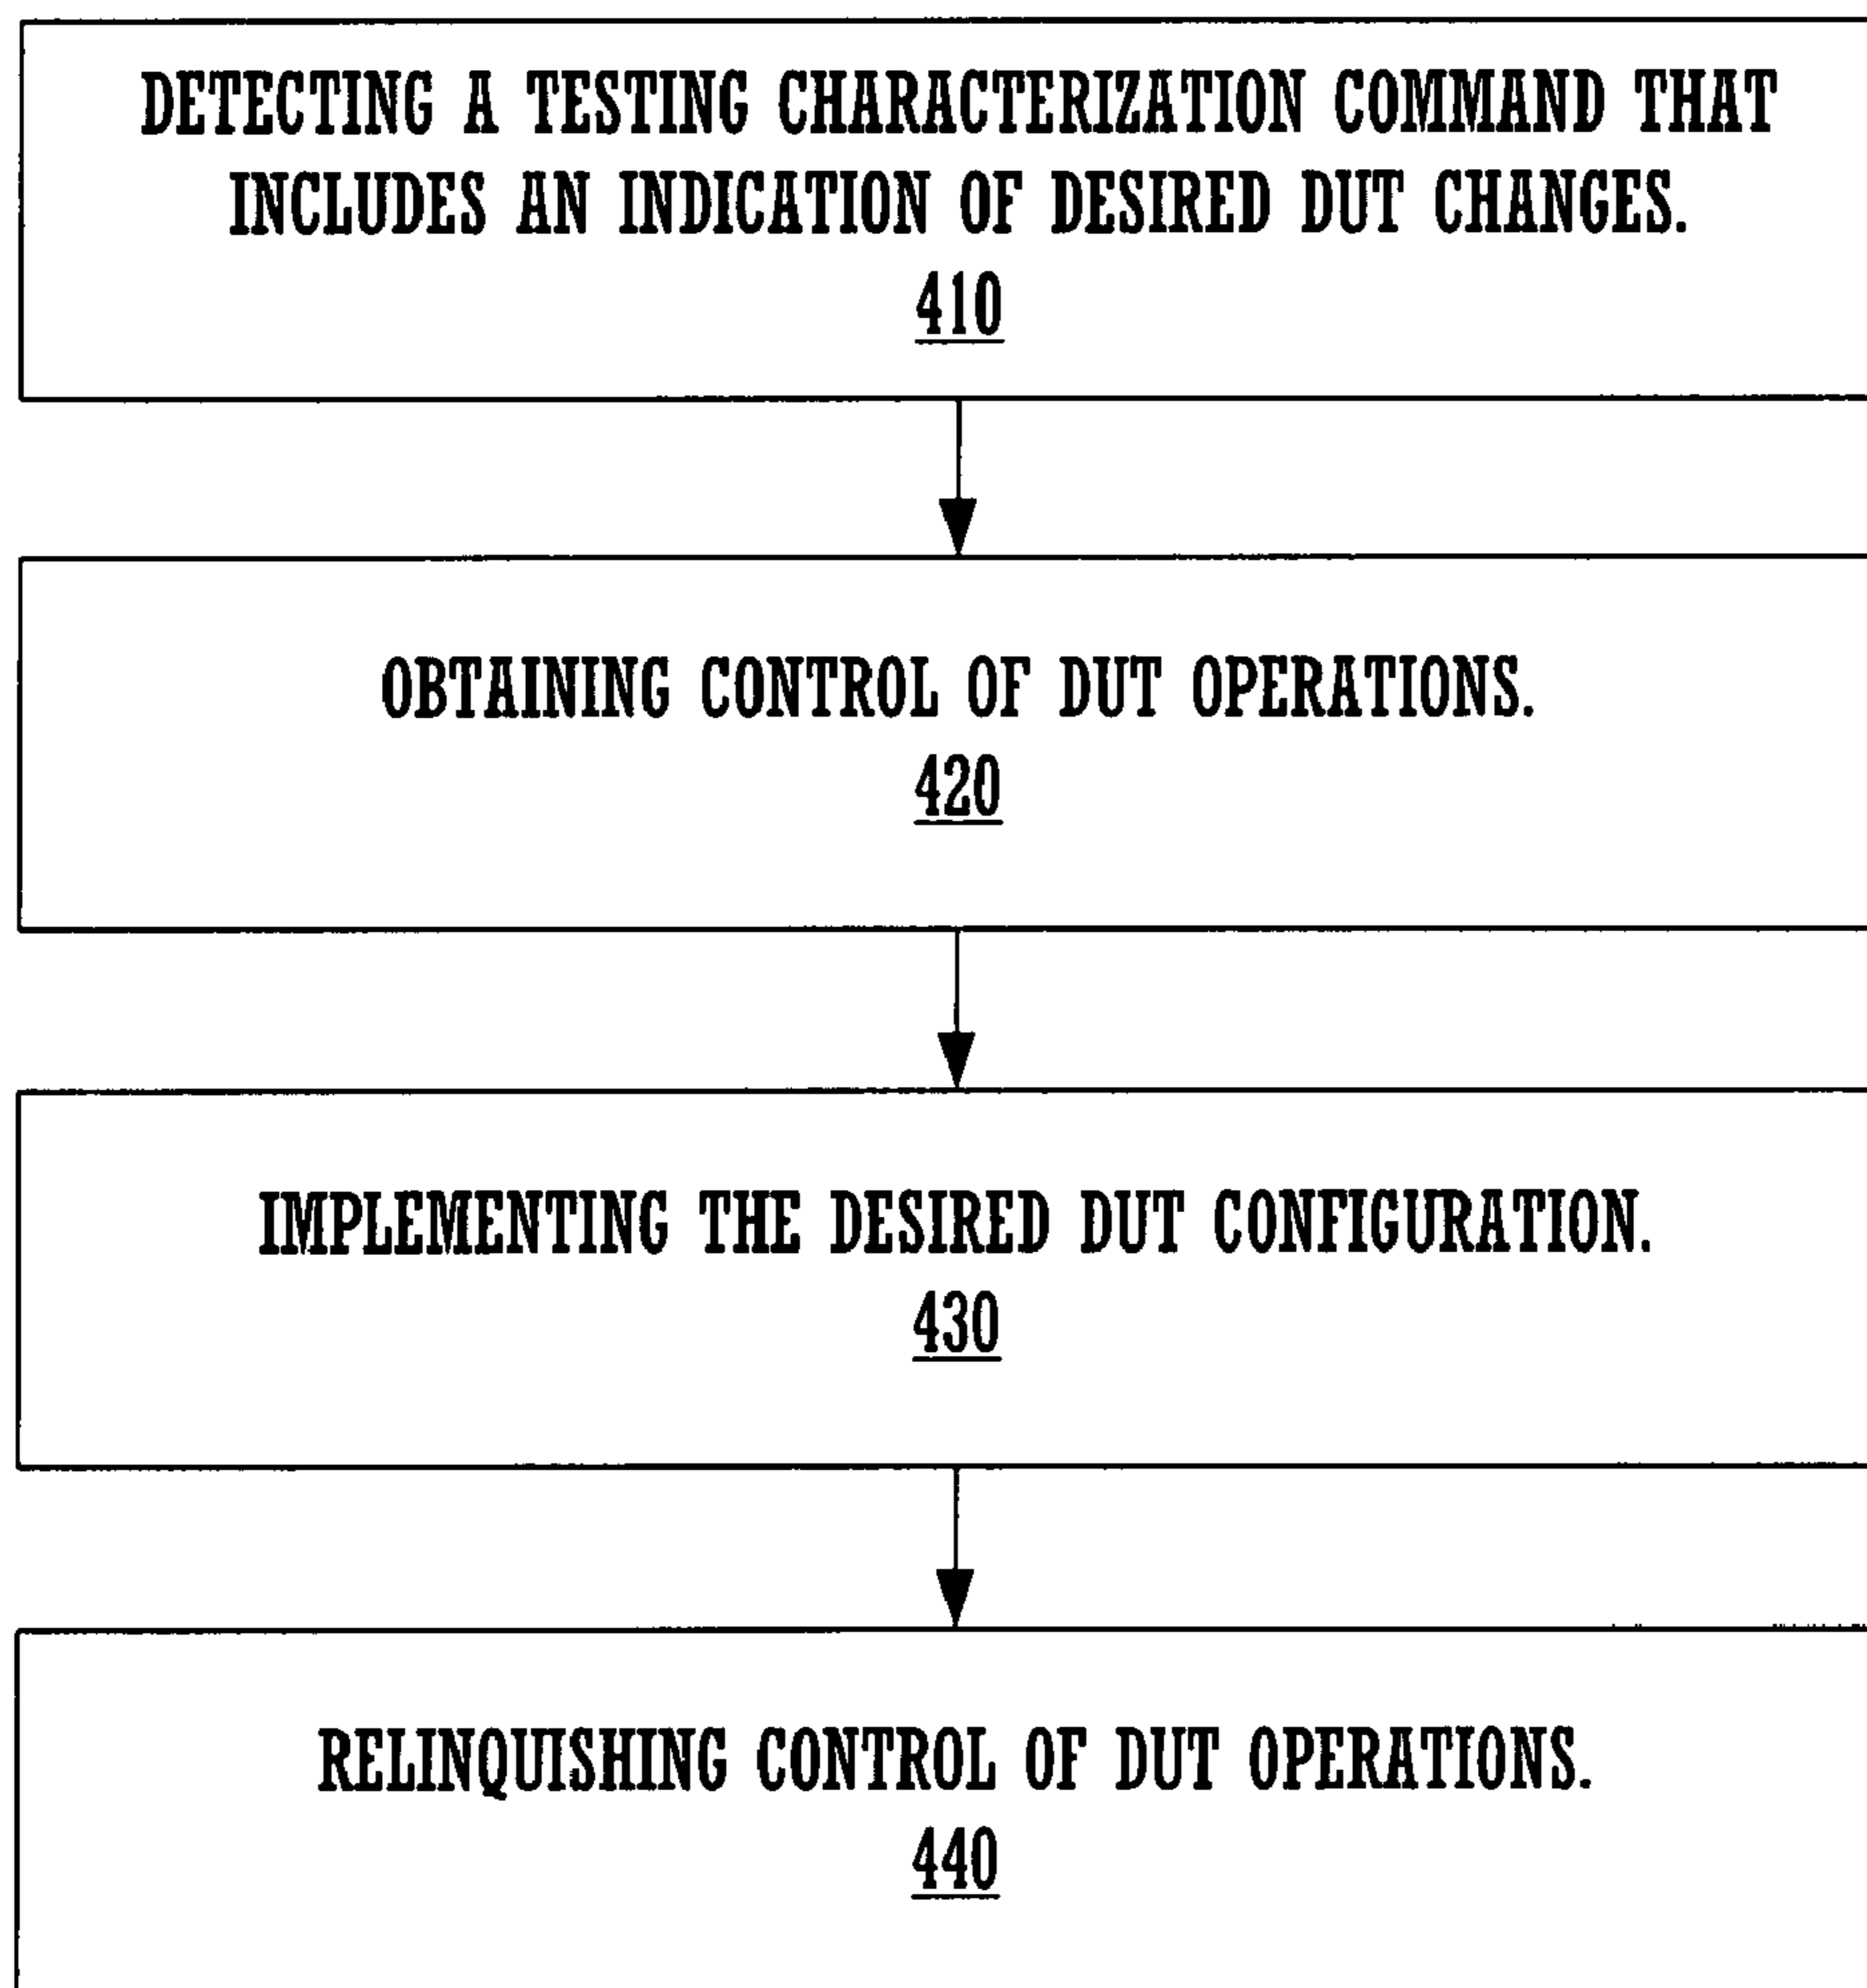 DETECTING A TESTING CHARACTERIZATION COMMAND THAT
INCLUDES AN INDICATION OF DESIRED DUT CHANGES.
410
OBTAINING CONTROL OF DUT OPERATIONS.
420
IMPLEMENTING THE DESIRED DUT CONFIGURATION.
430
RELINQUISHING CONTROL OF DUT OPERATIONS.
440